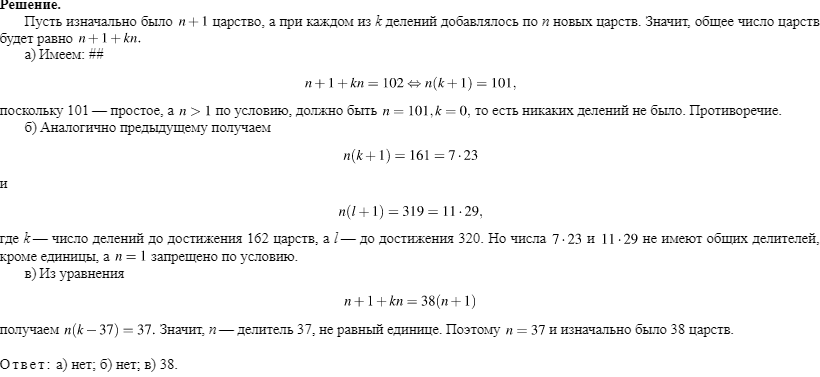 Решение.
Пусть изначально было n + 1 царство, а при каждом из k делений добавлялось по n новых царств. Значит, общее число царств
будет равно n + 1 + kn.
а) Имеем: ##
n + 1 + kn = 102 ⇔ n(k + 1) = 101,
поскольку 101 — простое, а n > 1 по условию, должно быть n = 101, k = 0, то есть никаких делений не было. Противоречие.
б) Аналогично предыдущему получаем
n(k + 1) = 161 = 7 · 23
и
n(l + 1) = 319 = 11 · 29,
где k — число делений до достижения 162 царств, а l — до достижения 320. Но числа 7 · 23 и 11 · 29 не имеют общих делителей,
кроме единицы, а n = 1 запрещено по условию.
в) Из уравнения
n + 1 + kn = 38(n + 1)
получаем n(k − 37) = 37. Значит, n — делитель 37, не равный единице. Поэтому n = 37 и изначально было 38 царств.
Ответ: а) нет; б) нет; в) 38.